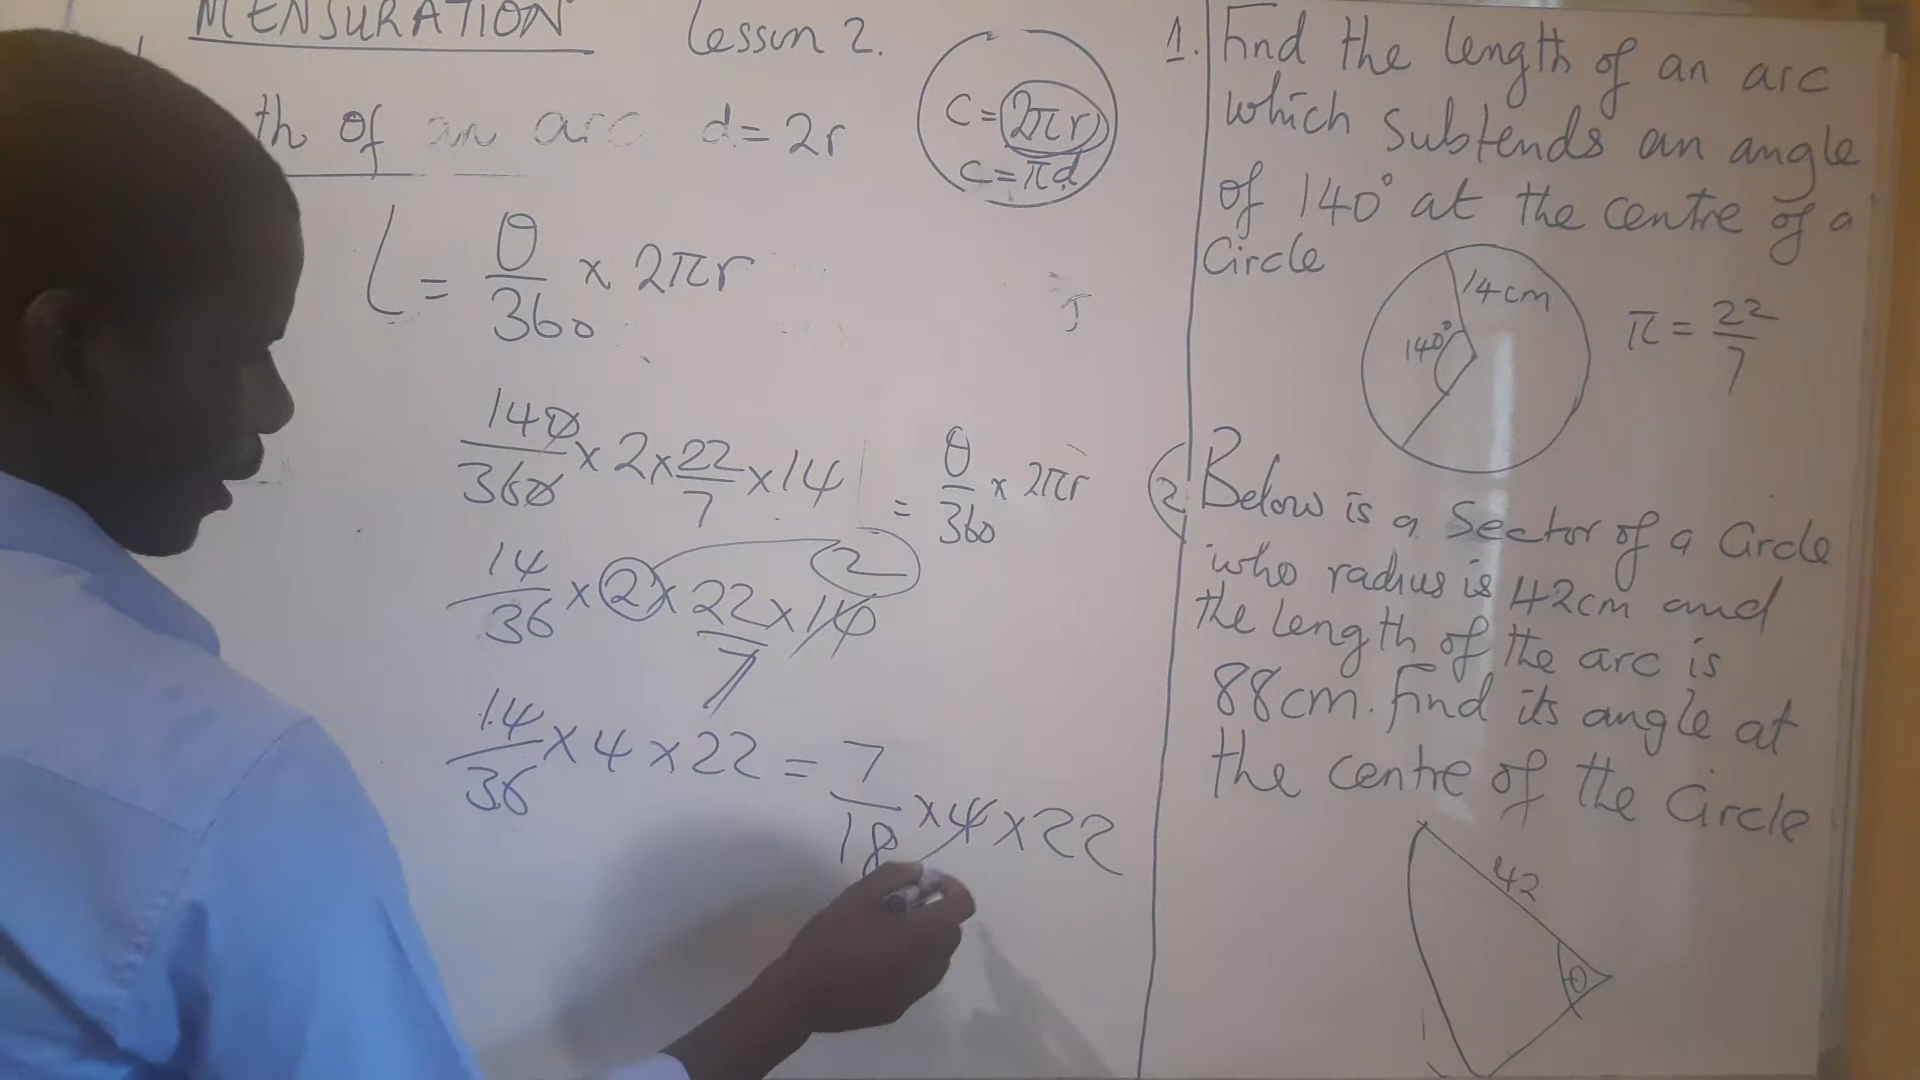 MENSURATION Lesson 2.
th of an arc d=2r
C=2πr
C=πd
l = θ/360 × 2πr
140/360 × 2 × 22/7 × 14 = θ/360 × 2πr
14/36 × 2 × 22/7 × 14 2
14/36 × 4 × 22 = 7/18 × 4 × 22
1. Find the length of an arc
which subtends an angle
of 140° at the centre of a
Circle
14cm
140°
π = 22/7
2 Below is a Sector of a Circle
who radius is 42cm and
the length of the arc is
88cm. Find its angle at
the centre of the Circle
42
θ